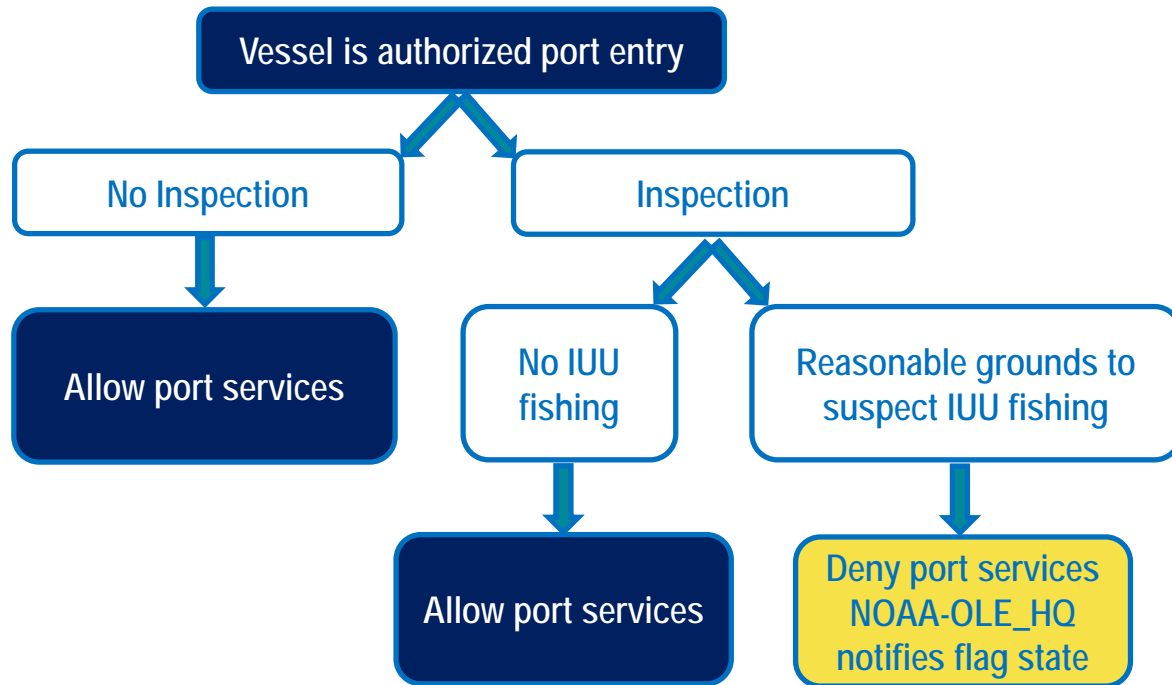 Vessel is authorized port entry
No Inspection
Inspection
Allow port services
No IUU
fishing
Reasonable grounds to
suspect IUU fishing
Allow port services
Deny port services
NOAA-OLE_HQ
notifies flag state